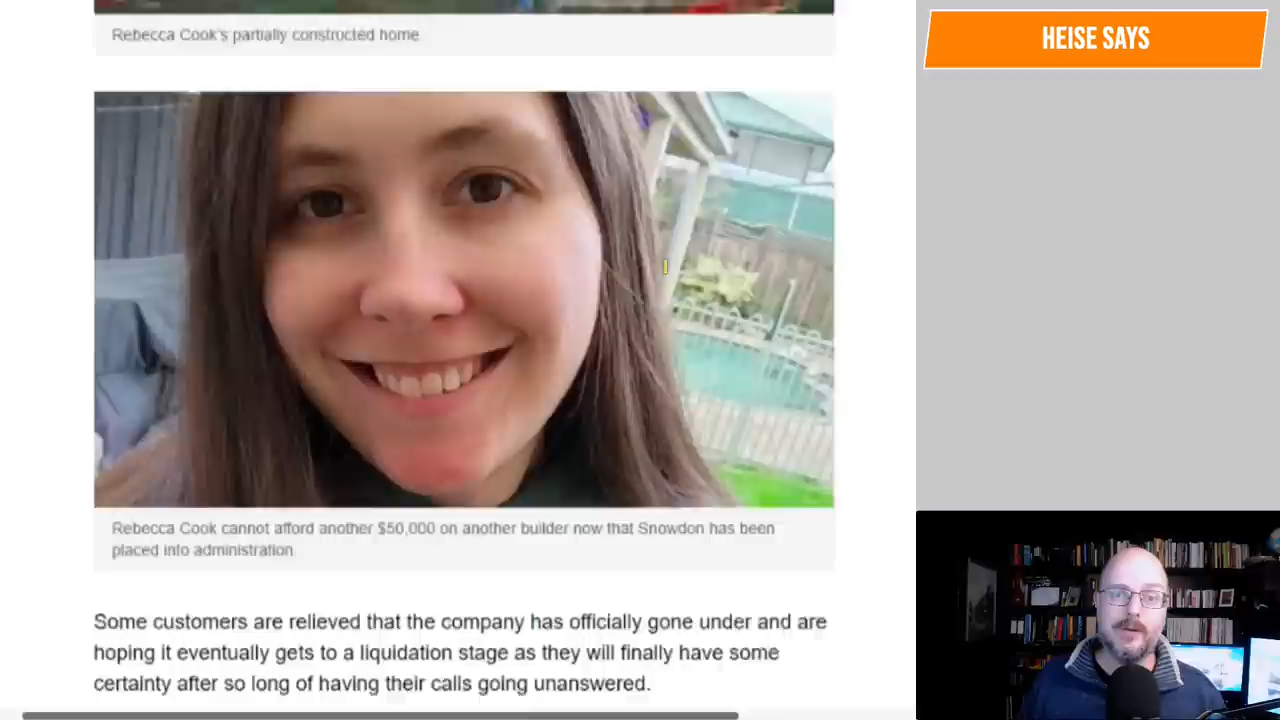 Rebecca Cook's partially constructed home.
HEISE SAYS
Rebecca Cook cannot afford another $50,000 on another builder now that Snowdon has been
placed into administration.
Some customers are relieved that the company has officially gone under and are
hoping it eventually gets to a liquidation stage as they will finally have some
certainty after so long of having their calls going unanswered.